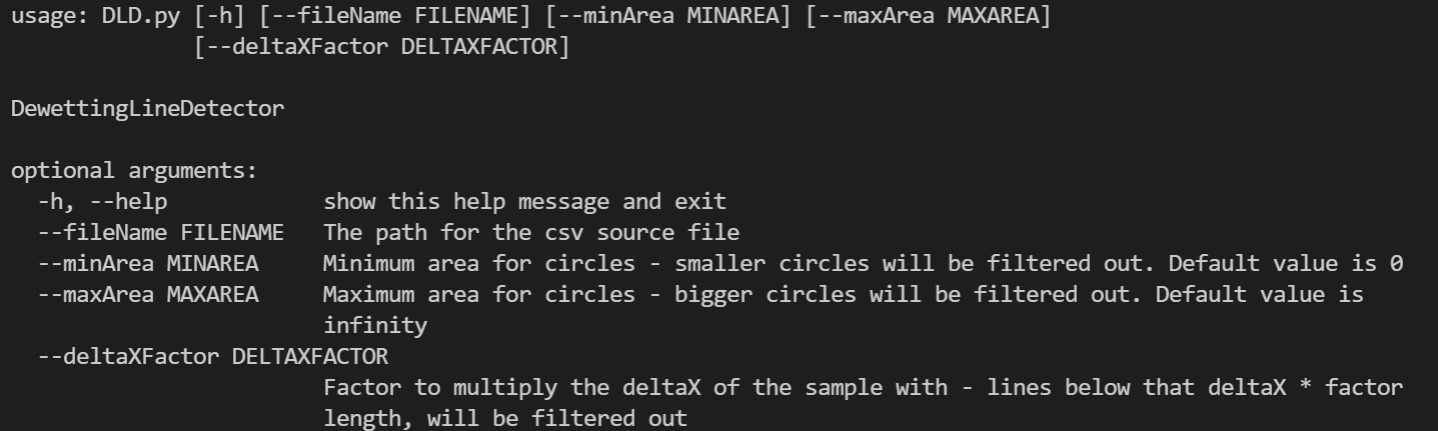 usage: DLD.py [-h] [--fileName FILENAME] [--minArea MINAREA] [--maxArea MAXAREA]
[--deltaXFactor DELTAXFACTOR]
DewettingLineDetector
optional arguments:
-h, --help show this help message and exit
--fileName FILENAME The path for the csv source file
--minArea MINAREA Minimum area for circles - smaller circles will be filtered out. Default value is 0
--maxArea MAXAREA Maximum area for circles - bigger circles will be filtered out. Default value is
infinity
--deltaXFactor DELTAXFACTOR
Factor to multiply the deltaX of the sample with - lines below that deltaX * factor
length, will be filtered out